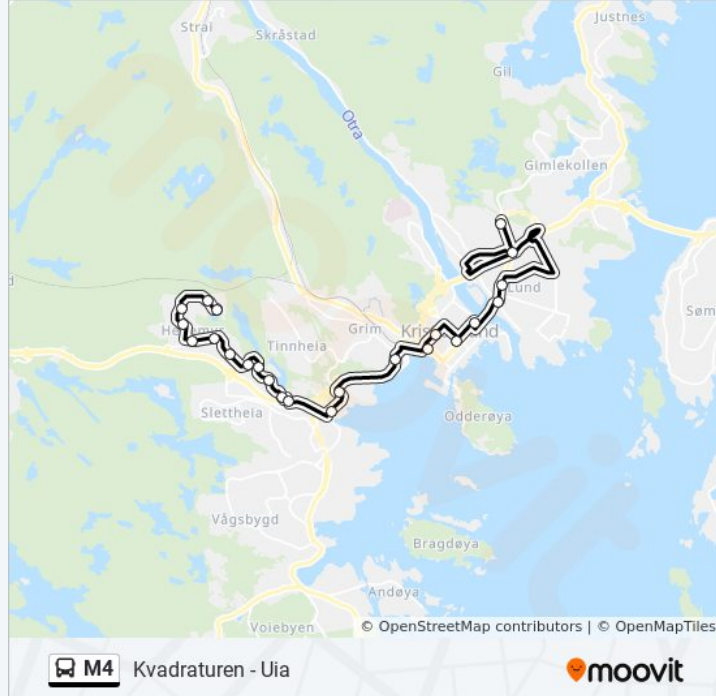 Justnes
Strai
Skråstad
Gil
Otra
Gimlekollen
Lund
Søm
Grim
Tinnheia
Slettheia
Odderøya
Vågsbygd
Bragdøya
Andøya
Voiebyen
© OpenStreetMap contributors | © OpenMapTiles
M4 Kvadraturen - Uia
moovit